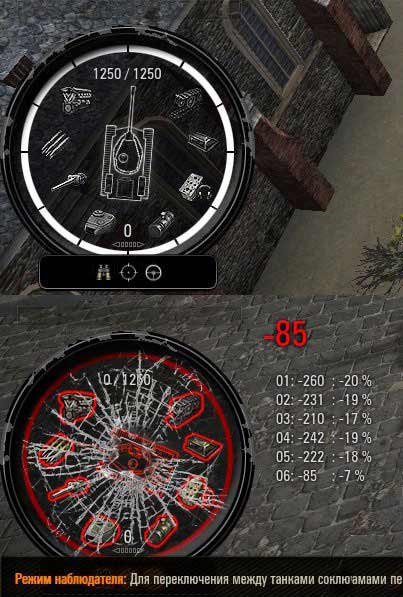 1250 / 1250
0
-85
0 / 1250
01: -260 : -20 %
02: -231 : -19 %
03: -210 : -17 %
04: -242 : -19 %
05: -222 : -18 %
06: -85 : -7 %
0
Режим наблюдателя: Для переключения между танками союзниками пе